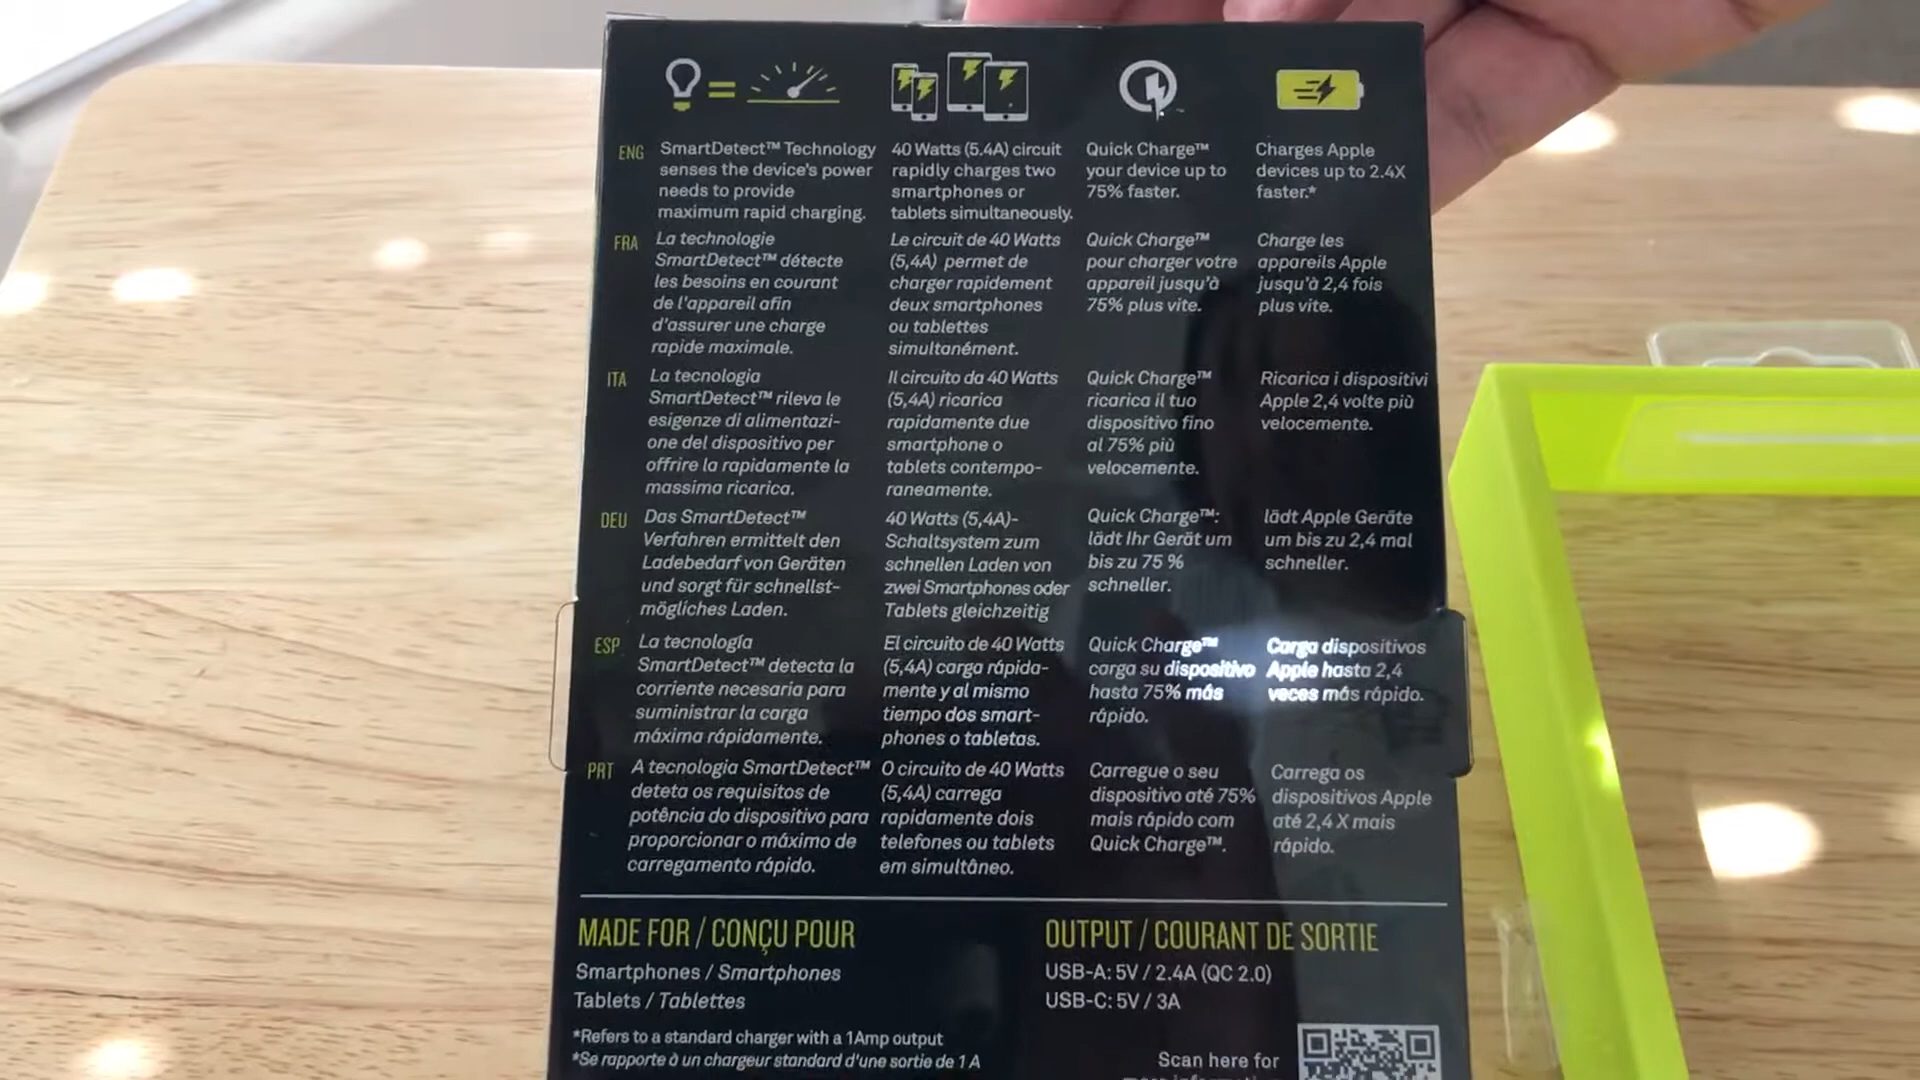 ENG
SmartDetect™ Technology
senses the device's power
needs to provide
maximum rapid charging.
40 Watts (5.4A) circuit
rapidly charges two
smartphones or
tablets simultaneously.
Quick Charge™
your device up to
75% faster.
Charges Apple
devices up to 2.4X
faster.*
FRA
La technologie
SmartDetect™ détecte
les besoins en courant
de l'appareil afin
d'assurer une charge
rapide maximale.
Le circuit de 40 Watts
(5,4A) permet de
charger rapidement
deux smartphones
ou tablettes
simultanément.
Quick Charge™
pour charger votre
appareil jusqu'à
75% plus vite.
Charge les
appareils Apple
jusqu'à 2,4 fois
plus vite.
ITA
La tecnologia
SmartDetect™ rileva le
esigenze di alimentazi-
one del dispositivo per
offrire la rapidamente la
massima ricarica.
Il circuito da 40 Watts
(5,4A) ricarica
rapidamente due
smartphone o
tablets contempo-
raneamente.
Quick Charge™
ricarica il tuo
dispositivo fino
al 75% più
velocemente.
Ricarica i dispositivi
Apple 2,4 volte più
velocemente.
DEU
Das SmartDetect™
Verfahren ermittelt den
Ladebedarf von Geräten
und sorgt für schnellst-
mögliches Laden.
40 Watts (5,4A)-
Schaltsystem zum
schnellen Laden von
zwei Smartphones oder
Tablets gleichzeitig
Quick Charge™:
lädt Ihr Gerät um
bis zu 75 %
schneller.
lädt Apple Geräte
um bis zu 2,4 mal
schneller.
ESP
La tecnología
SmartDetect™ detecta la
corriente necesaria para
suministrar la carga
máxima rápidamente.
El circuito de 40 Watts
(5,4A) carga rápida-
mente y al mismo
tiempo dos smart-
phones o tabletas.
Quick Charge™
carga su dispositivo
hasta 75% más
rápido.
Carga dispositivos
Apple hasta 2,4
veces más rápido.
PRT
A tecnologia SmartDetect™
deteta os requisitos de
potência do dispositivo para
proporcionar o máximo de
carregamento rápido.
O circuito de 40 Watts
(5,4A) carrega
rapidamente dois
telefones ou tablets
em simultâneo.
Carregue o seu
dispositivo até 75%
mais rápido com
Quick Charge™.
Carrega os
dispositivos Apple
até 2,4 X mais
rápido.
MADE FOR / CONÇU POUR
Smartphones / Smartphones
Tablets / Tablettes
*Refers to a standard charger with a 1Amp output
*Se rapporte à un chargeur standard d'une sortie de 1 A
OUTPUT / COURANT DE SORTIE
USB-A: 5V / 2.4A (QC 2.0)
USB-C: 5V / 3A
Scan here for